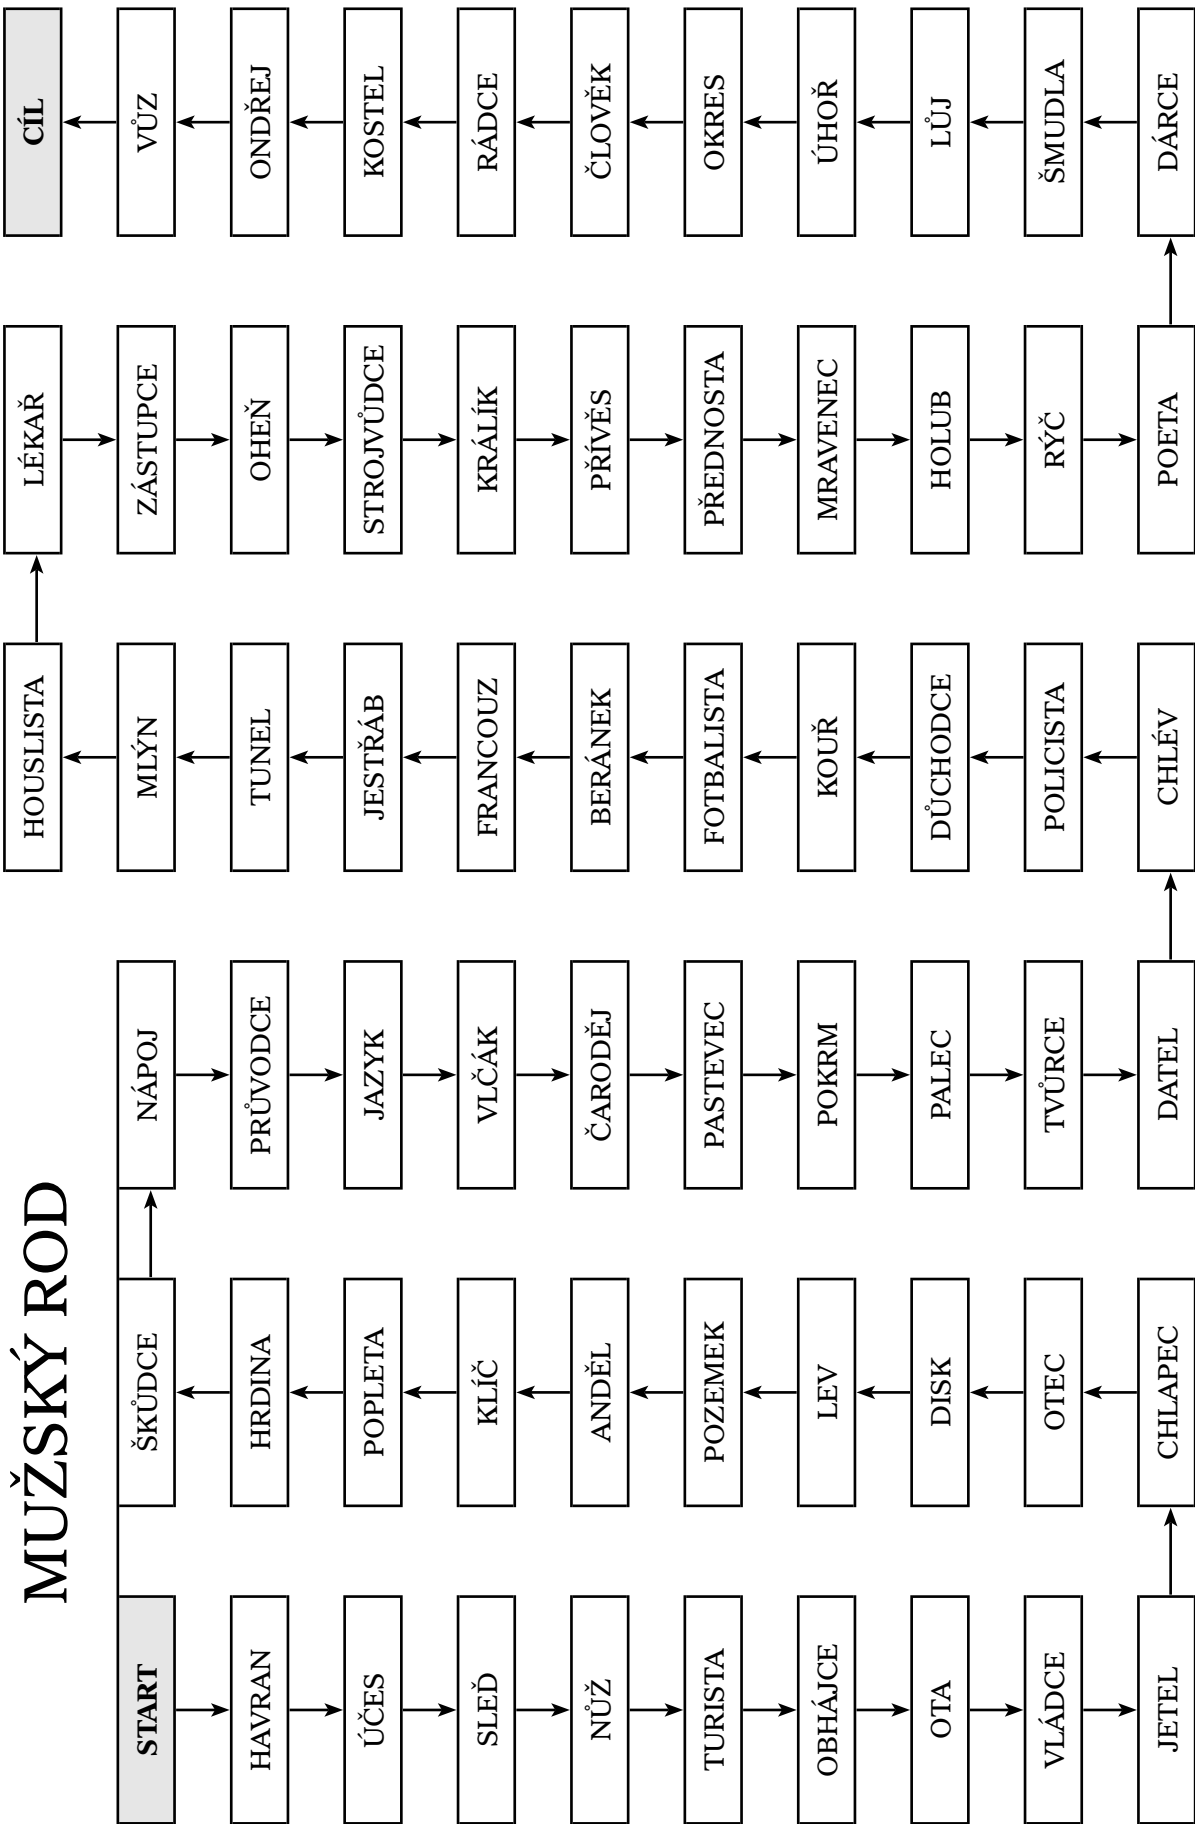 MUŽSKÝ ROD
START
HAVRAN
ÚČES
SLEĎ
NŮŽ
TURISTA
OBHÁJCE
OTA
VLÁDCE
JETEL
CHLAPEC
OTEC
DISK
LEV
POZEMEK
ANDĚL
KLÍČ
POPLETA
HRDINA
ŠKŮDCE
NÁPOJ
PRŮVODCE
JAZYK
VLČÁK
ČARODĚJ
PASTEVEC
POKRM
PALEC
TVŮRCE
DATEL
CHLÉV
POLICISTA
DŮCHODCE
KOUŘ
FOTBALISTA
BERÁNEK
FRANCOUZ
JESTŘÁB
TUNEL
MLÝN
HOUSLISTA
LÉKAŘ
ZÁSTUPCE
OHEŇ
STROJVŮDCE
KRÁLÍK
PŘÍVĚS
PŘEDNOSTA
MRAVENEC
HOLUB
RÝČ
POETA
DÁRCE
ŠMUDLA
LŮJ
ÚHOŘ
OKRES
ČLOVĚK
RÁDCE
KOSTEL
ONDŘEJ
VŮZ
CÍL